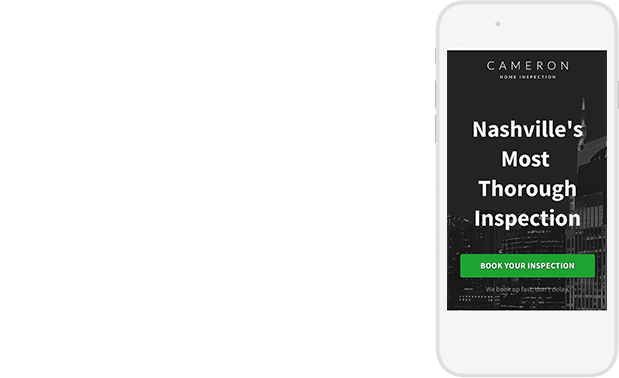 CAMERON
HOME INSPECTION
Nashville's
Most
Thorough
Inspection
BOOK YOUR INSPECTION
We book up fast, don't delay.